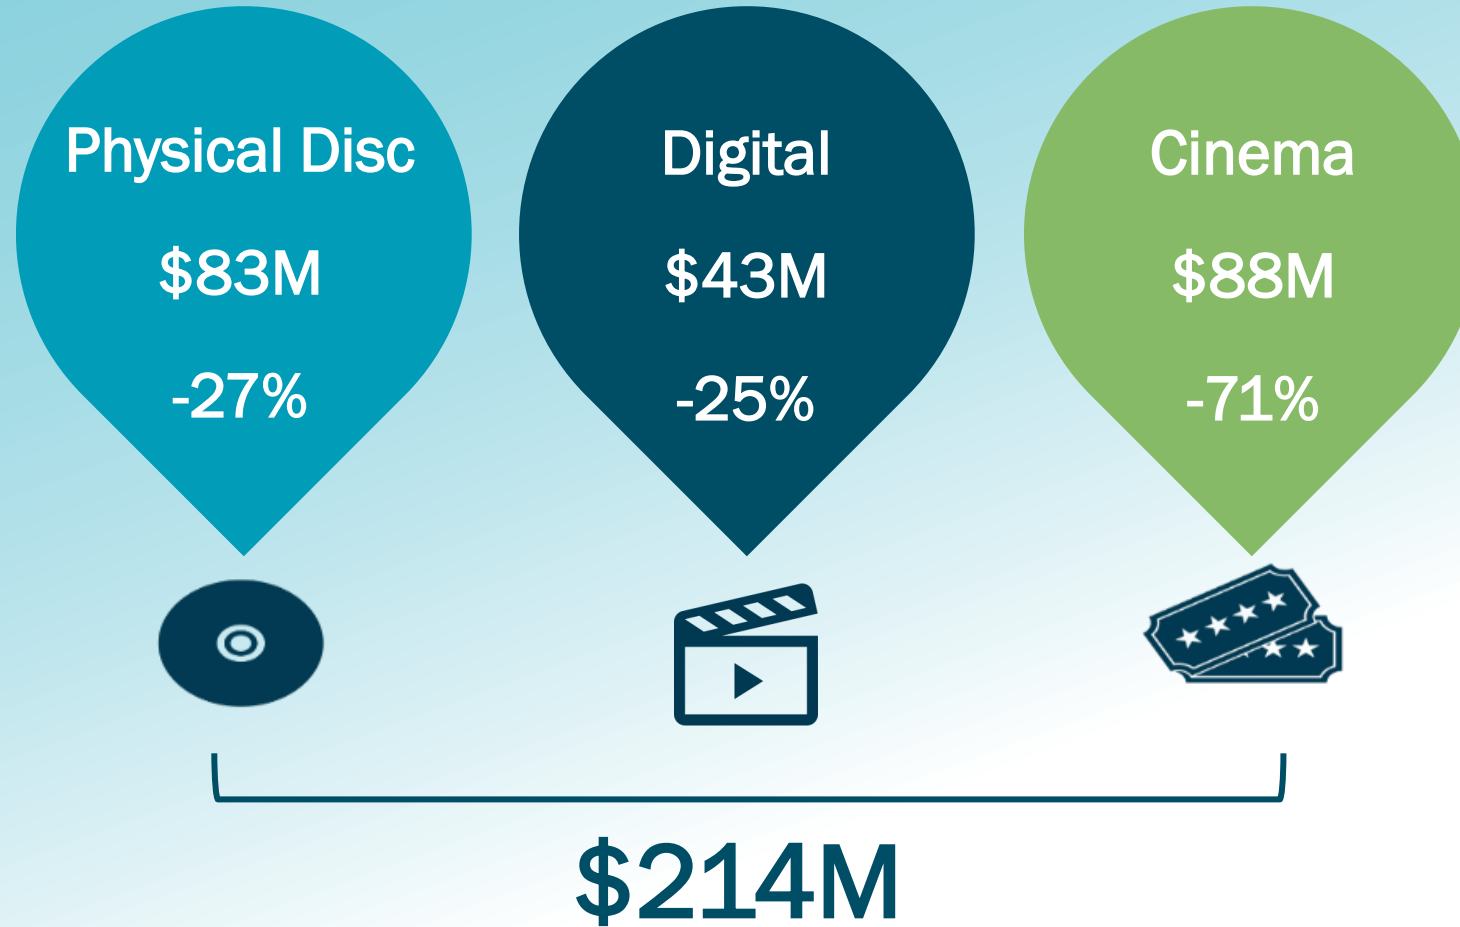 Physical Disc
$83M
-27%
Digital
$43M
-25%
Cinema
$88M
-71%
$214M